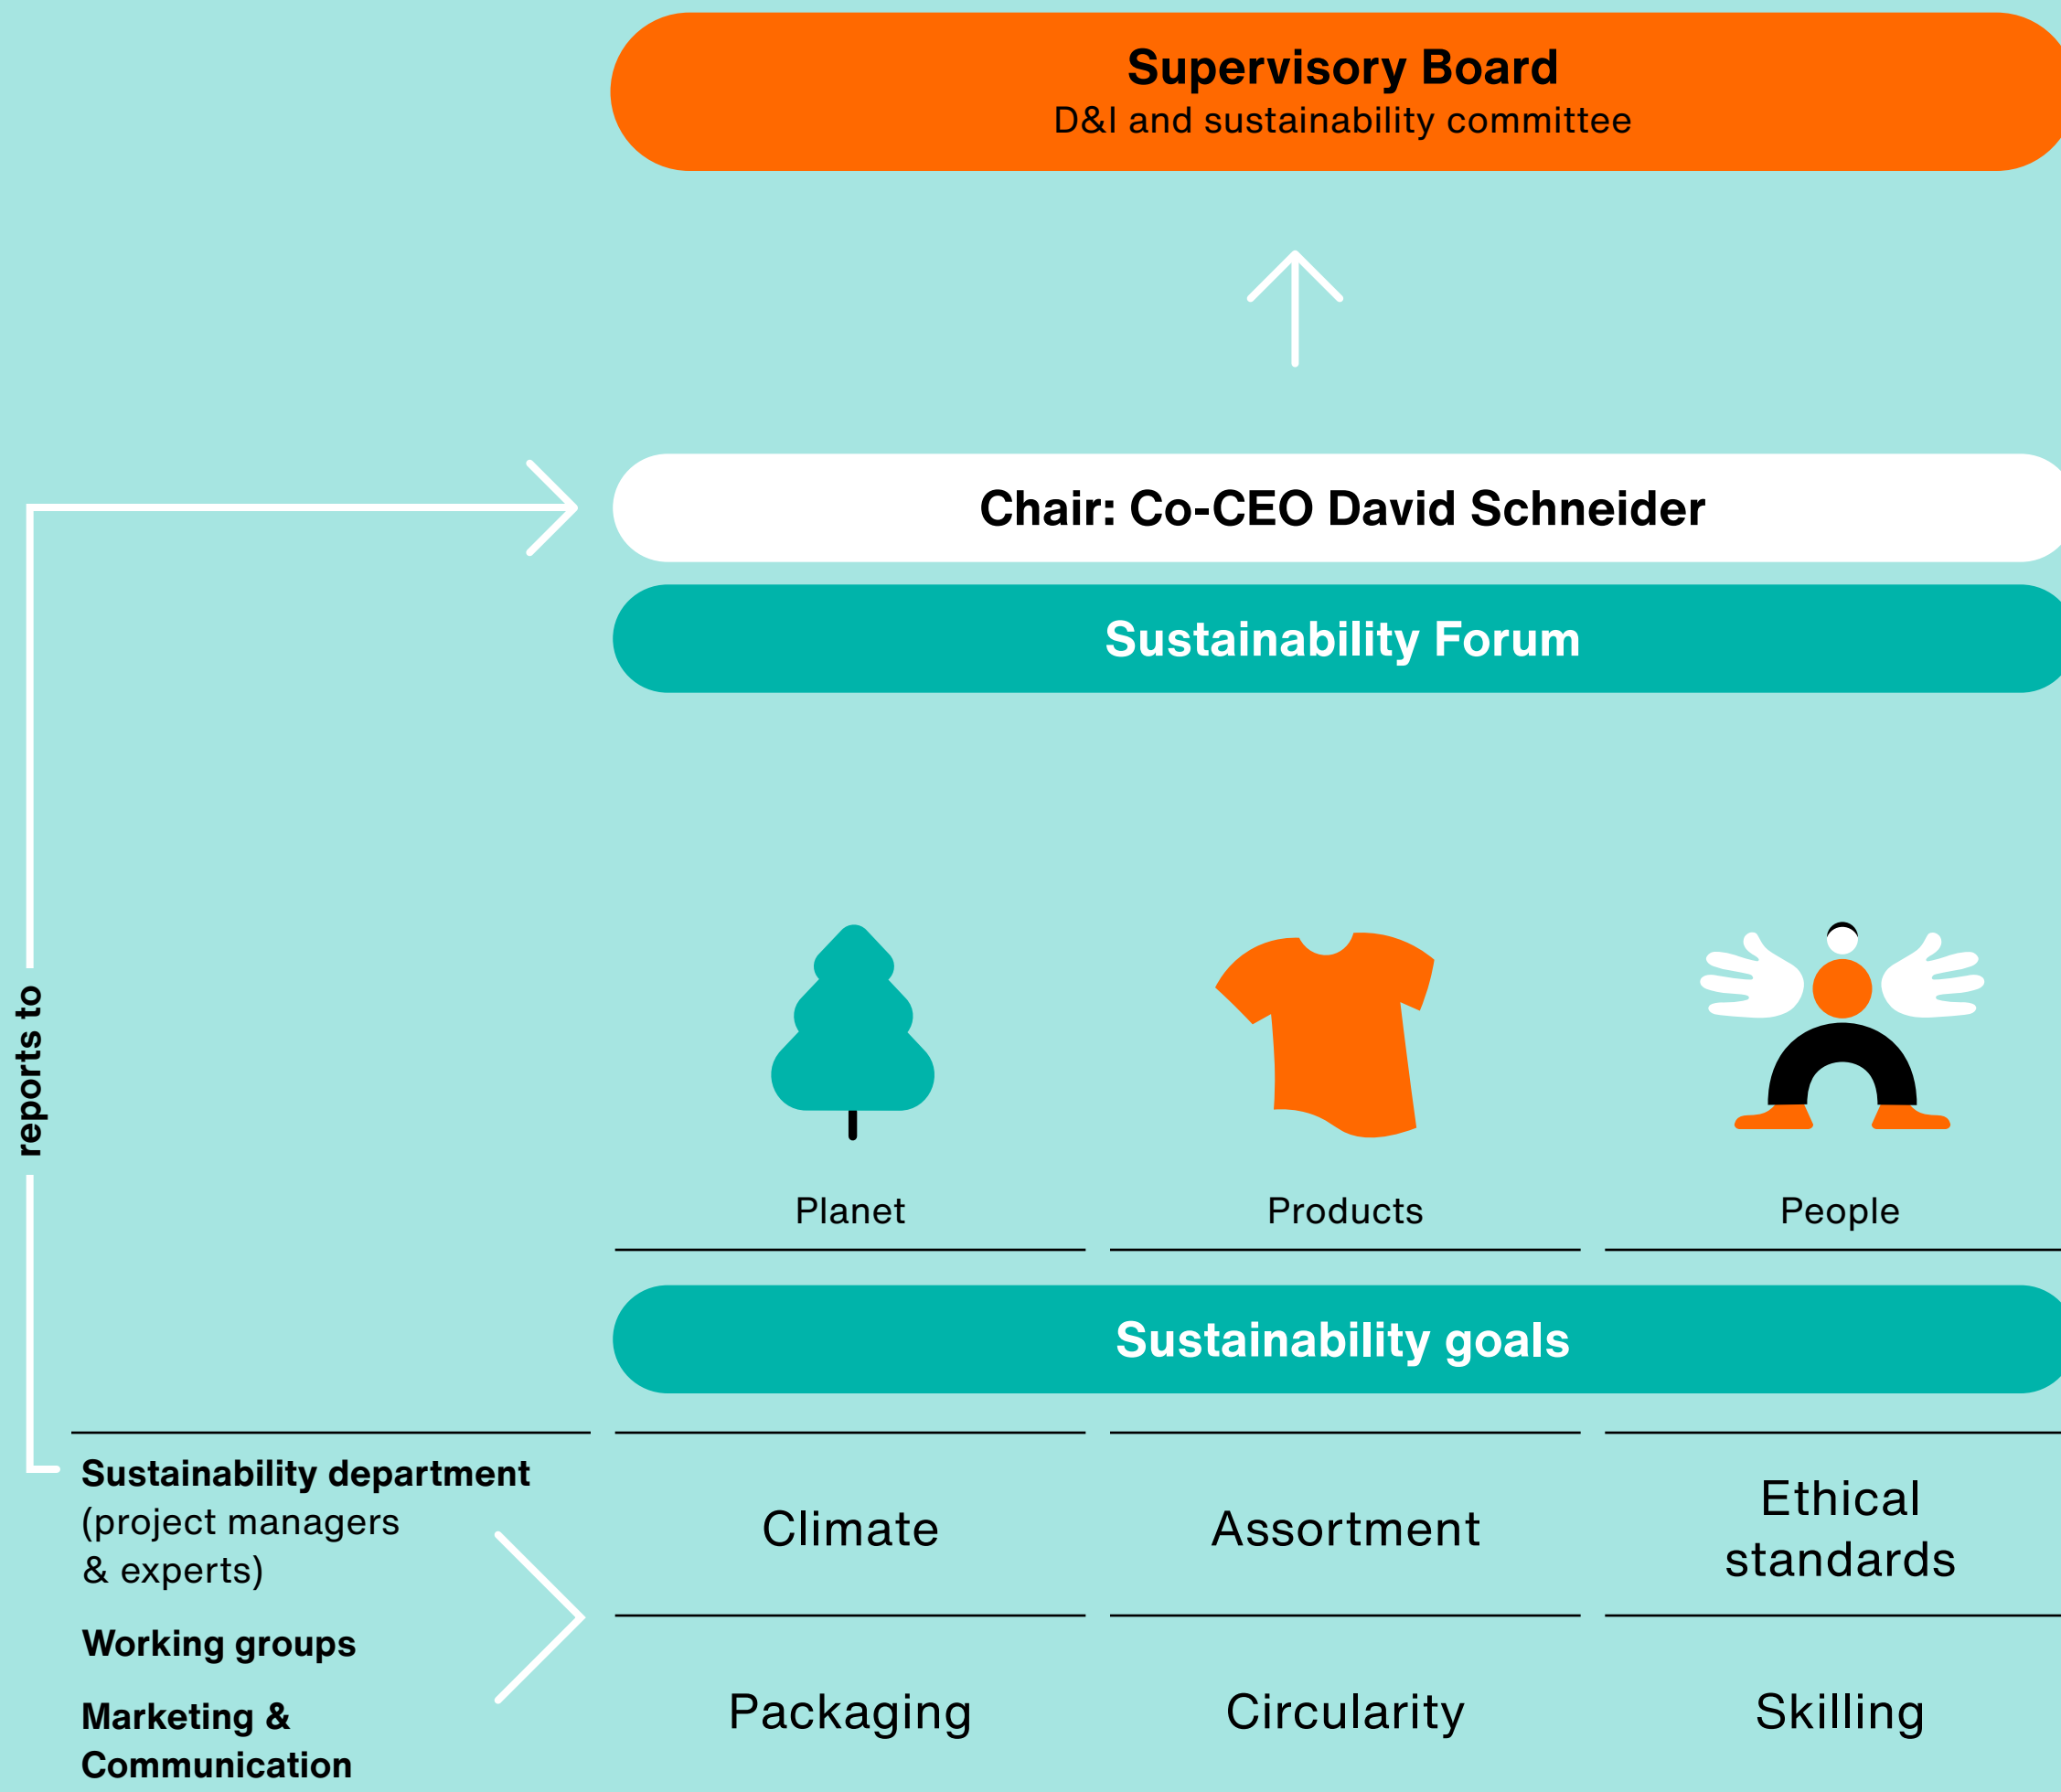 Supervisory Board
D&I and sustainability committee
Chair: Co-CEO David Schneider
Sustainability Forum
reports to
Planet
Products
People
Sustainability goals
Sustainability department
(project managers
& experts)
Working groups
Marketing &
Communication
Climate
Assortment
Ethical
standards
Packaging
Circularity
Skilling